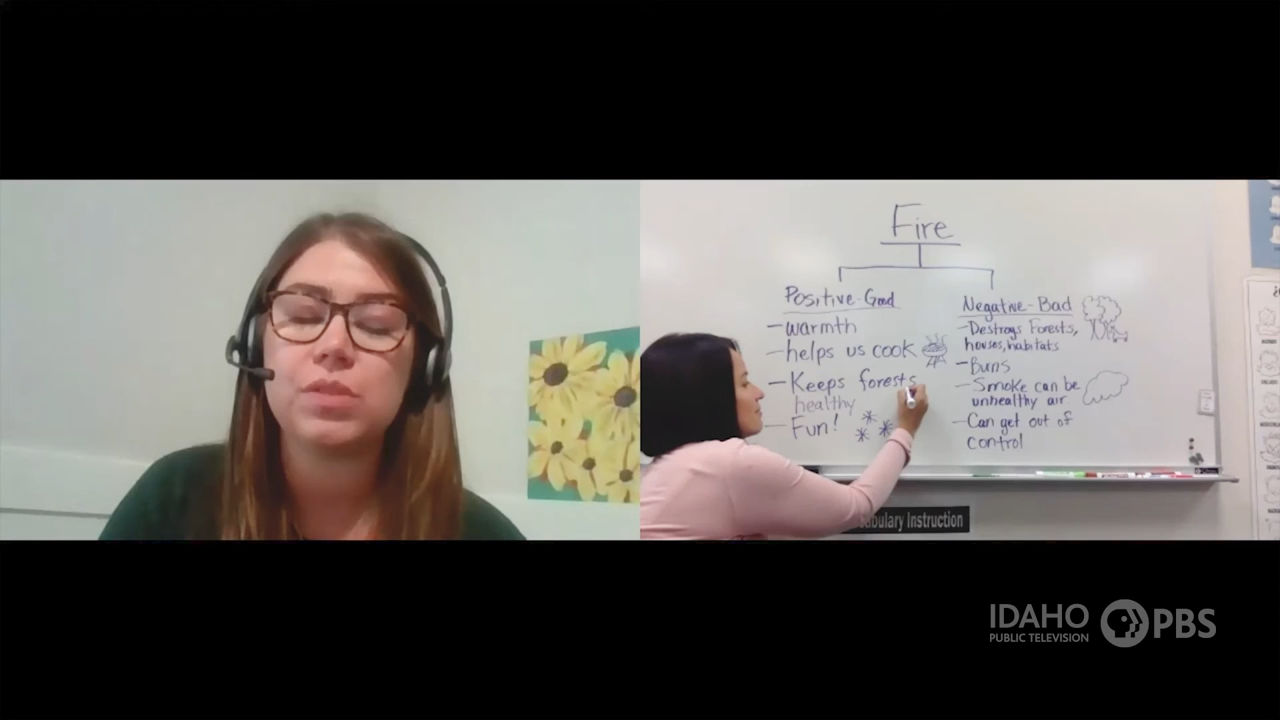 Fire
Positive-Good
-warmth
-helps us cook
-Keeps forests
healthy
-Fun!
Negative-Bad
-Destroys Forests,
houses, habitats
-Burns
-Smoke can be
unhealthy air
-Can get out of
control
abulary Instruction
IDAHO
PUBLIC TELEVISION
PBS